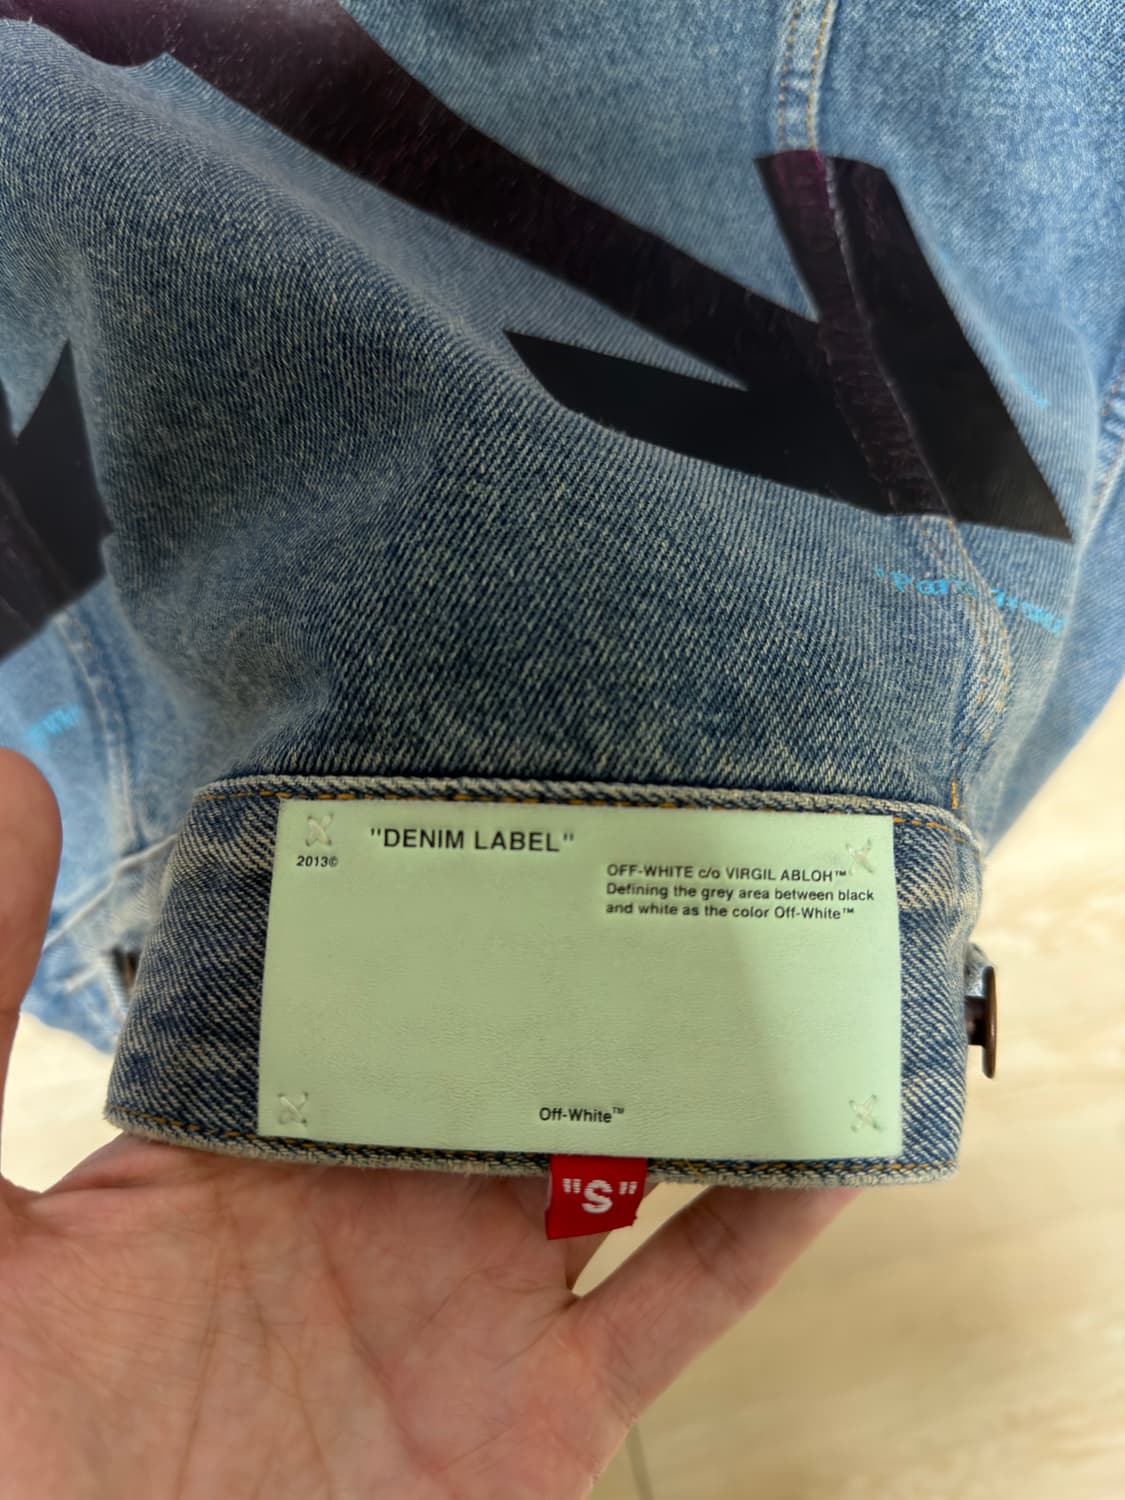 "DENIM LABEL"
2013©
OFF-WHITE c/o VIRGIL ABLOH™
Defining the grey area between black
and white as the color Off-White™
Off-White™
"S"